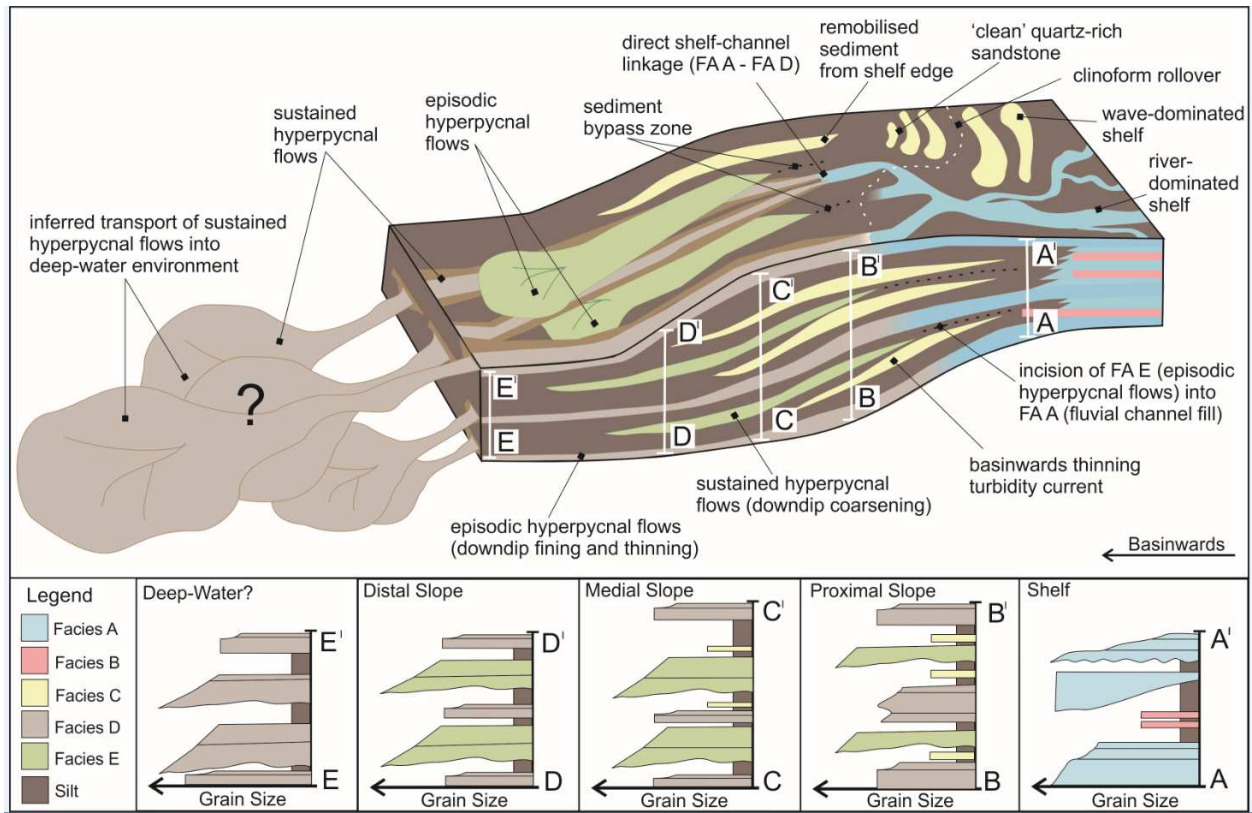 remobilised
sediment
from shelf edge
'clean' quartz-rich
sandstone
direct shelf-channel
linkage (FA A - FA D)
clinoform rollover
episodic
hyperpycnal
flows
sediment
bypass zone
wave-dominated
shelf
sustained
hyperpycnal
flows
river-
dominated
shelf
inferred transport of sustained
hyperpycnal flows into
deep-water environment
A'
B'
C'
D'
E'
A
B
C
D
E
?
incision of FA E (episodic
hyperpycnal flows) into
FA A (fluvial channel fill)
basinwards thinning
turbidity current
sustained hyperpycnal
flows (downdip coarsening)
episodic hyperpycnal flows
(downdip fining and thinning)
Basinwards
Legend
Facies A
Facies B
Facies C
Facies D
Facies E
Silt
Deep-Water?
E'
E
Grain Size
Distal Slope
D'
D
Grain Size
Medial Slope
C'
C
Grain Size
Proximal Slope
B'
B
Grain Size
Shelf
A'
A
Grain Size